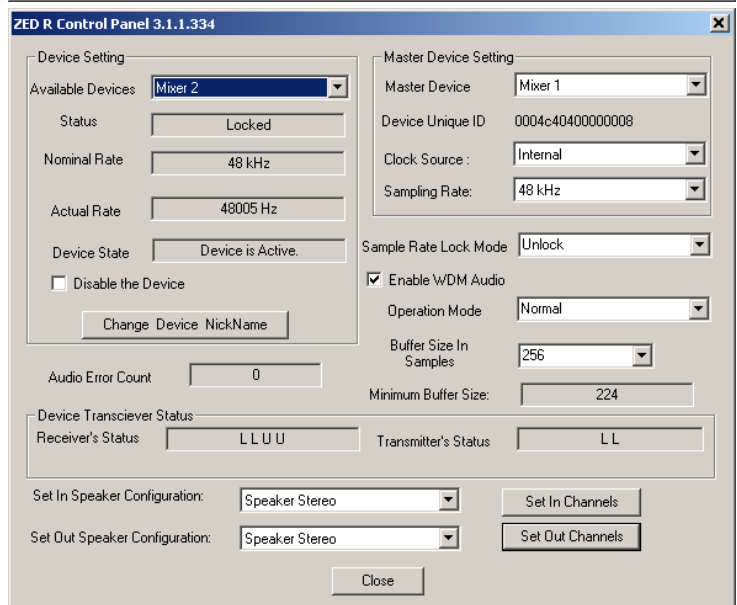 ZED R Control Panel 3.1.1.334
Device Setting
Available Devices Mixer 2
Status Locked
Nominal Rate 48 kHz
Actual Rate 48005 Hz
Device State Device is Active.
Disable the Device
Change Device NickName
Audio Error Count 0
Master Device Setting
Master Device Mixer 1
Device Unique ID 0004c40400000008
Clock Source : Internal
Sampling Rate: 48 kHz
Sample Rate Lock Mode Unlock
Enable WDM Audio
Operation Mode Normal
Buffer Size In
Samples 256
Minimum Buffer Size: 224
Device Transciever Status
Receiver's Status L L U U Transmitter's Status L L
Set In Speaker Configuration: Speaker Stereo Set In Channels
Set Out Speaker Configuration: Speaker Stereo Set Out Channels
Close